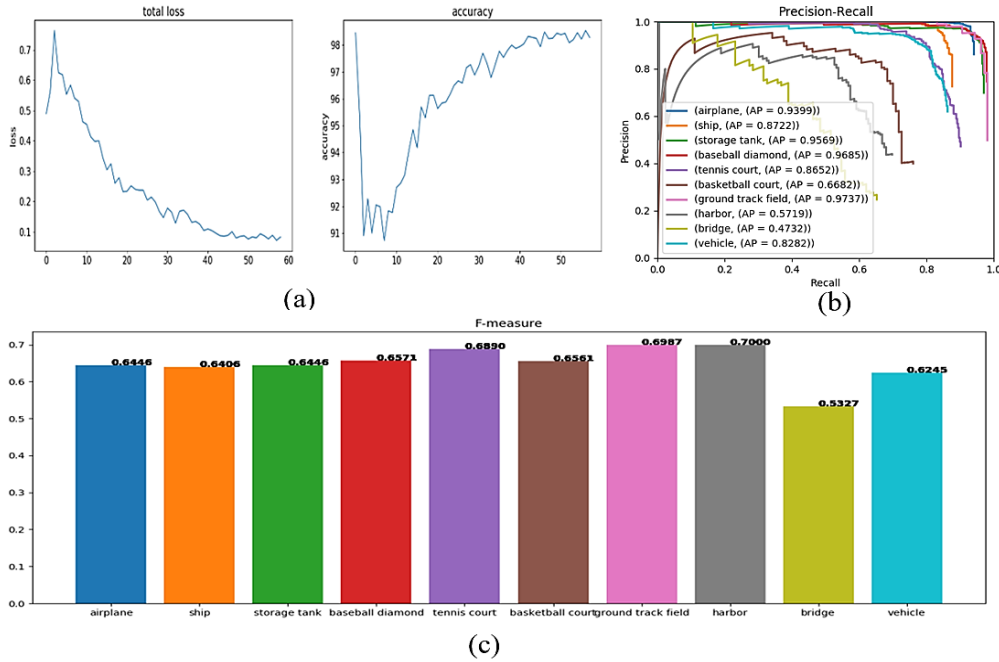 total loss
0.7
0.6
0.5
0.4
0.3
0.2
0.1
loss
0 10 20 30 40 50 60
accuracy
98
97
96
95
94
93
92
91
accuracy
0 10 20 30 40 50
(a)
Precision-Recall
1.0
0.8
0.6
0.4
0.2
0.0
Precision
(airplane, (AP = 0.9399))
(ship, (AP = 0.8722))
(storage tank, (AP = 0.9569))
(baseball diamond, (AP = 0.9685))
(tennis court, (AP = 0.8652))
(basketball court, (AP = 0.6682))
(ground track field, (AP = 0.9737))
(harbor, (AP = 0.5719))
(bridge, (AP = 0.4732))
(vehicle, (AP = 0.8282))
0.0 0.2 0.4 0.6 0.8 1.0
Recall
(b)
F-measure
0.7
0.6
0.5
0.4
0.3
0.2
0.1
0.0
0.6446 0.6406 0.6446 0.6571 0.6890 0.6561 0.6987 0.7000 0.5327 0.6245
airplane ship storage tank baseball diamond tennis court basketball court ground track field harbor bridge vehicle
(c)